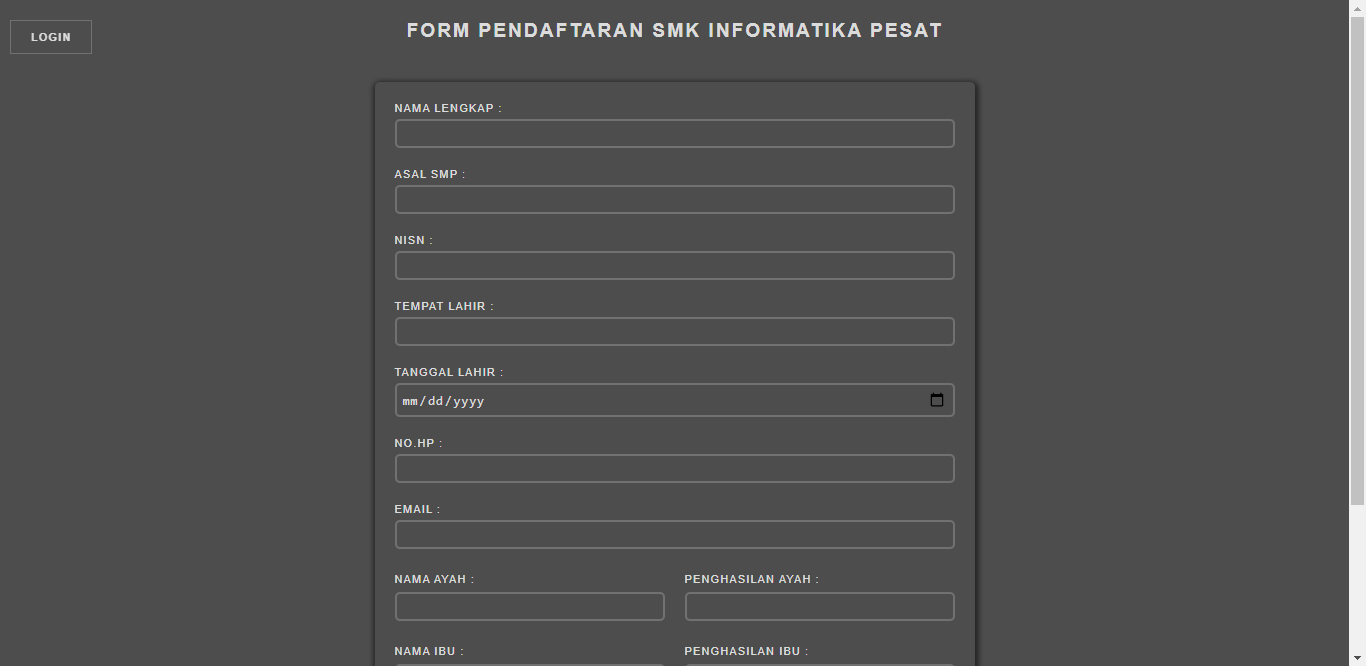 LOGIN
FORM PENDAFTARAN SMK INFORMATIKA PESAT
NAMA LENGKAP :
ASAL SMP :
NISN :
TEMPAT LAHIR :
TANGGAL LAHIR :
mm/dd/yyyy
NO.HP :
EMAIL :
NAMA AYAH : PENGHASILAN AYAH :
NAMA IBU : PENGHASILAN IBU :